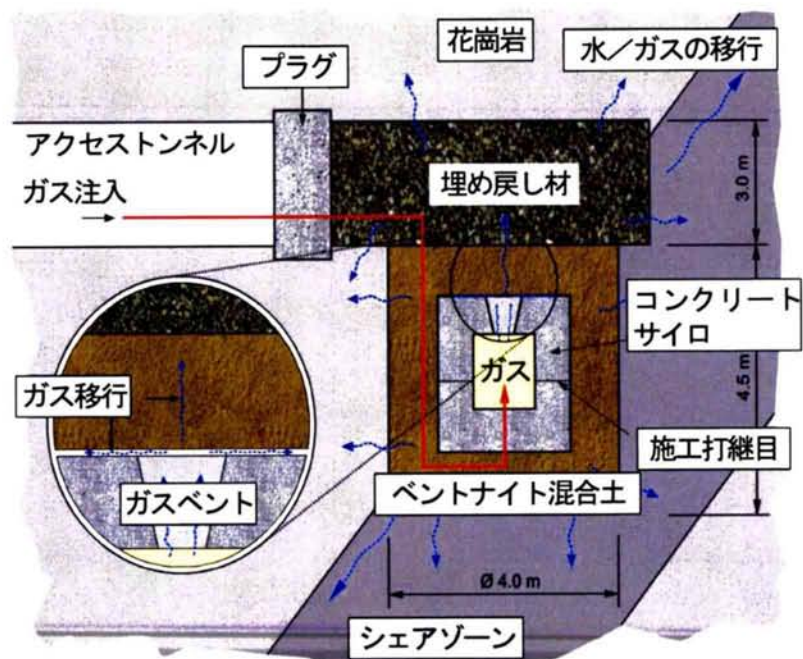 花崗岩
水／ガスの移行
プラグ
アクセストンネル
ガス注入
埋め戻し材
3.0 m
コンクリート
サイロ
ガス
4.5 m
ガス移行
施工打継目
ガスベント
ベントナイト混合土
Ø 4.0 m
シェアゾーン